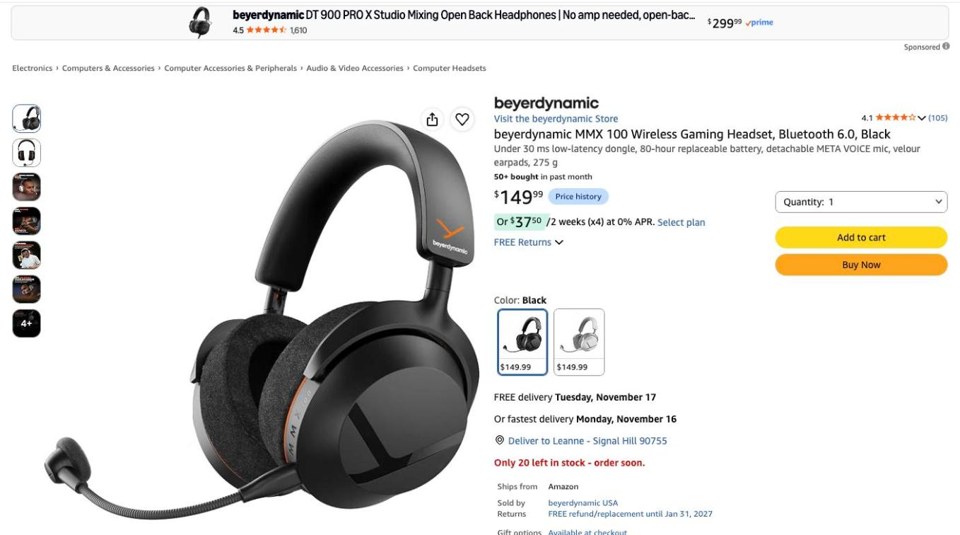 beyerdynamic DT 900 PRO X Studio Mixing Open Back Headphones | No amp needed, open-bac...
$299.99 prime
4.5 1,610
Sponsored
Electronics › Computers & Accessories › Computer Accessories & Peripherals › Audio & Video Accessories › Computer Headsets
beyerdynamic
Visit the beyerdynamic Store
4.1 (105)
beyerdynamic MMX 100 Wireless Gaming Headset, Bluetooth 6.0, Black
Under 30 ms low-latency dongle, 80-hour replaceable battery, detachable META VOICE mic, velour
earpads, 275 g
50+ bought in past month
$149.99 Price history
Or $37.50 /2 weeks (x4) at 0% APR. Select plan
FREE Returns
Quantity: 1
Add to cart
Buy Now
beyerdynamic
4+
Color: Black
$149.99
$149.99
FREE delivery Tuesday, November 17
Or fastest delivery Monday, November 16
Deliver to Leanne - Signal Hill 90755
Only 20 left in stock - order soon.
Ships from Amazon
Sold by beyerdynamic USA
Returns FREE refund/replacement until Jan 31, 2027
Gift options Available at checkout